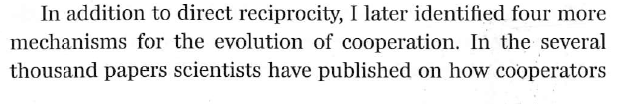 In addition to direct reciprocity, I later identified four more
mechanisms for the evolution of cooperation. In the several
thousand papers scientists have published on how cooperators